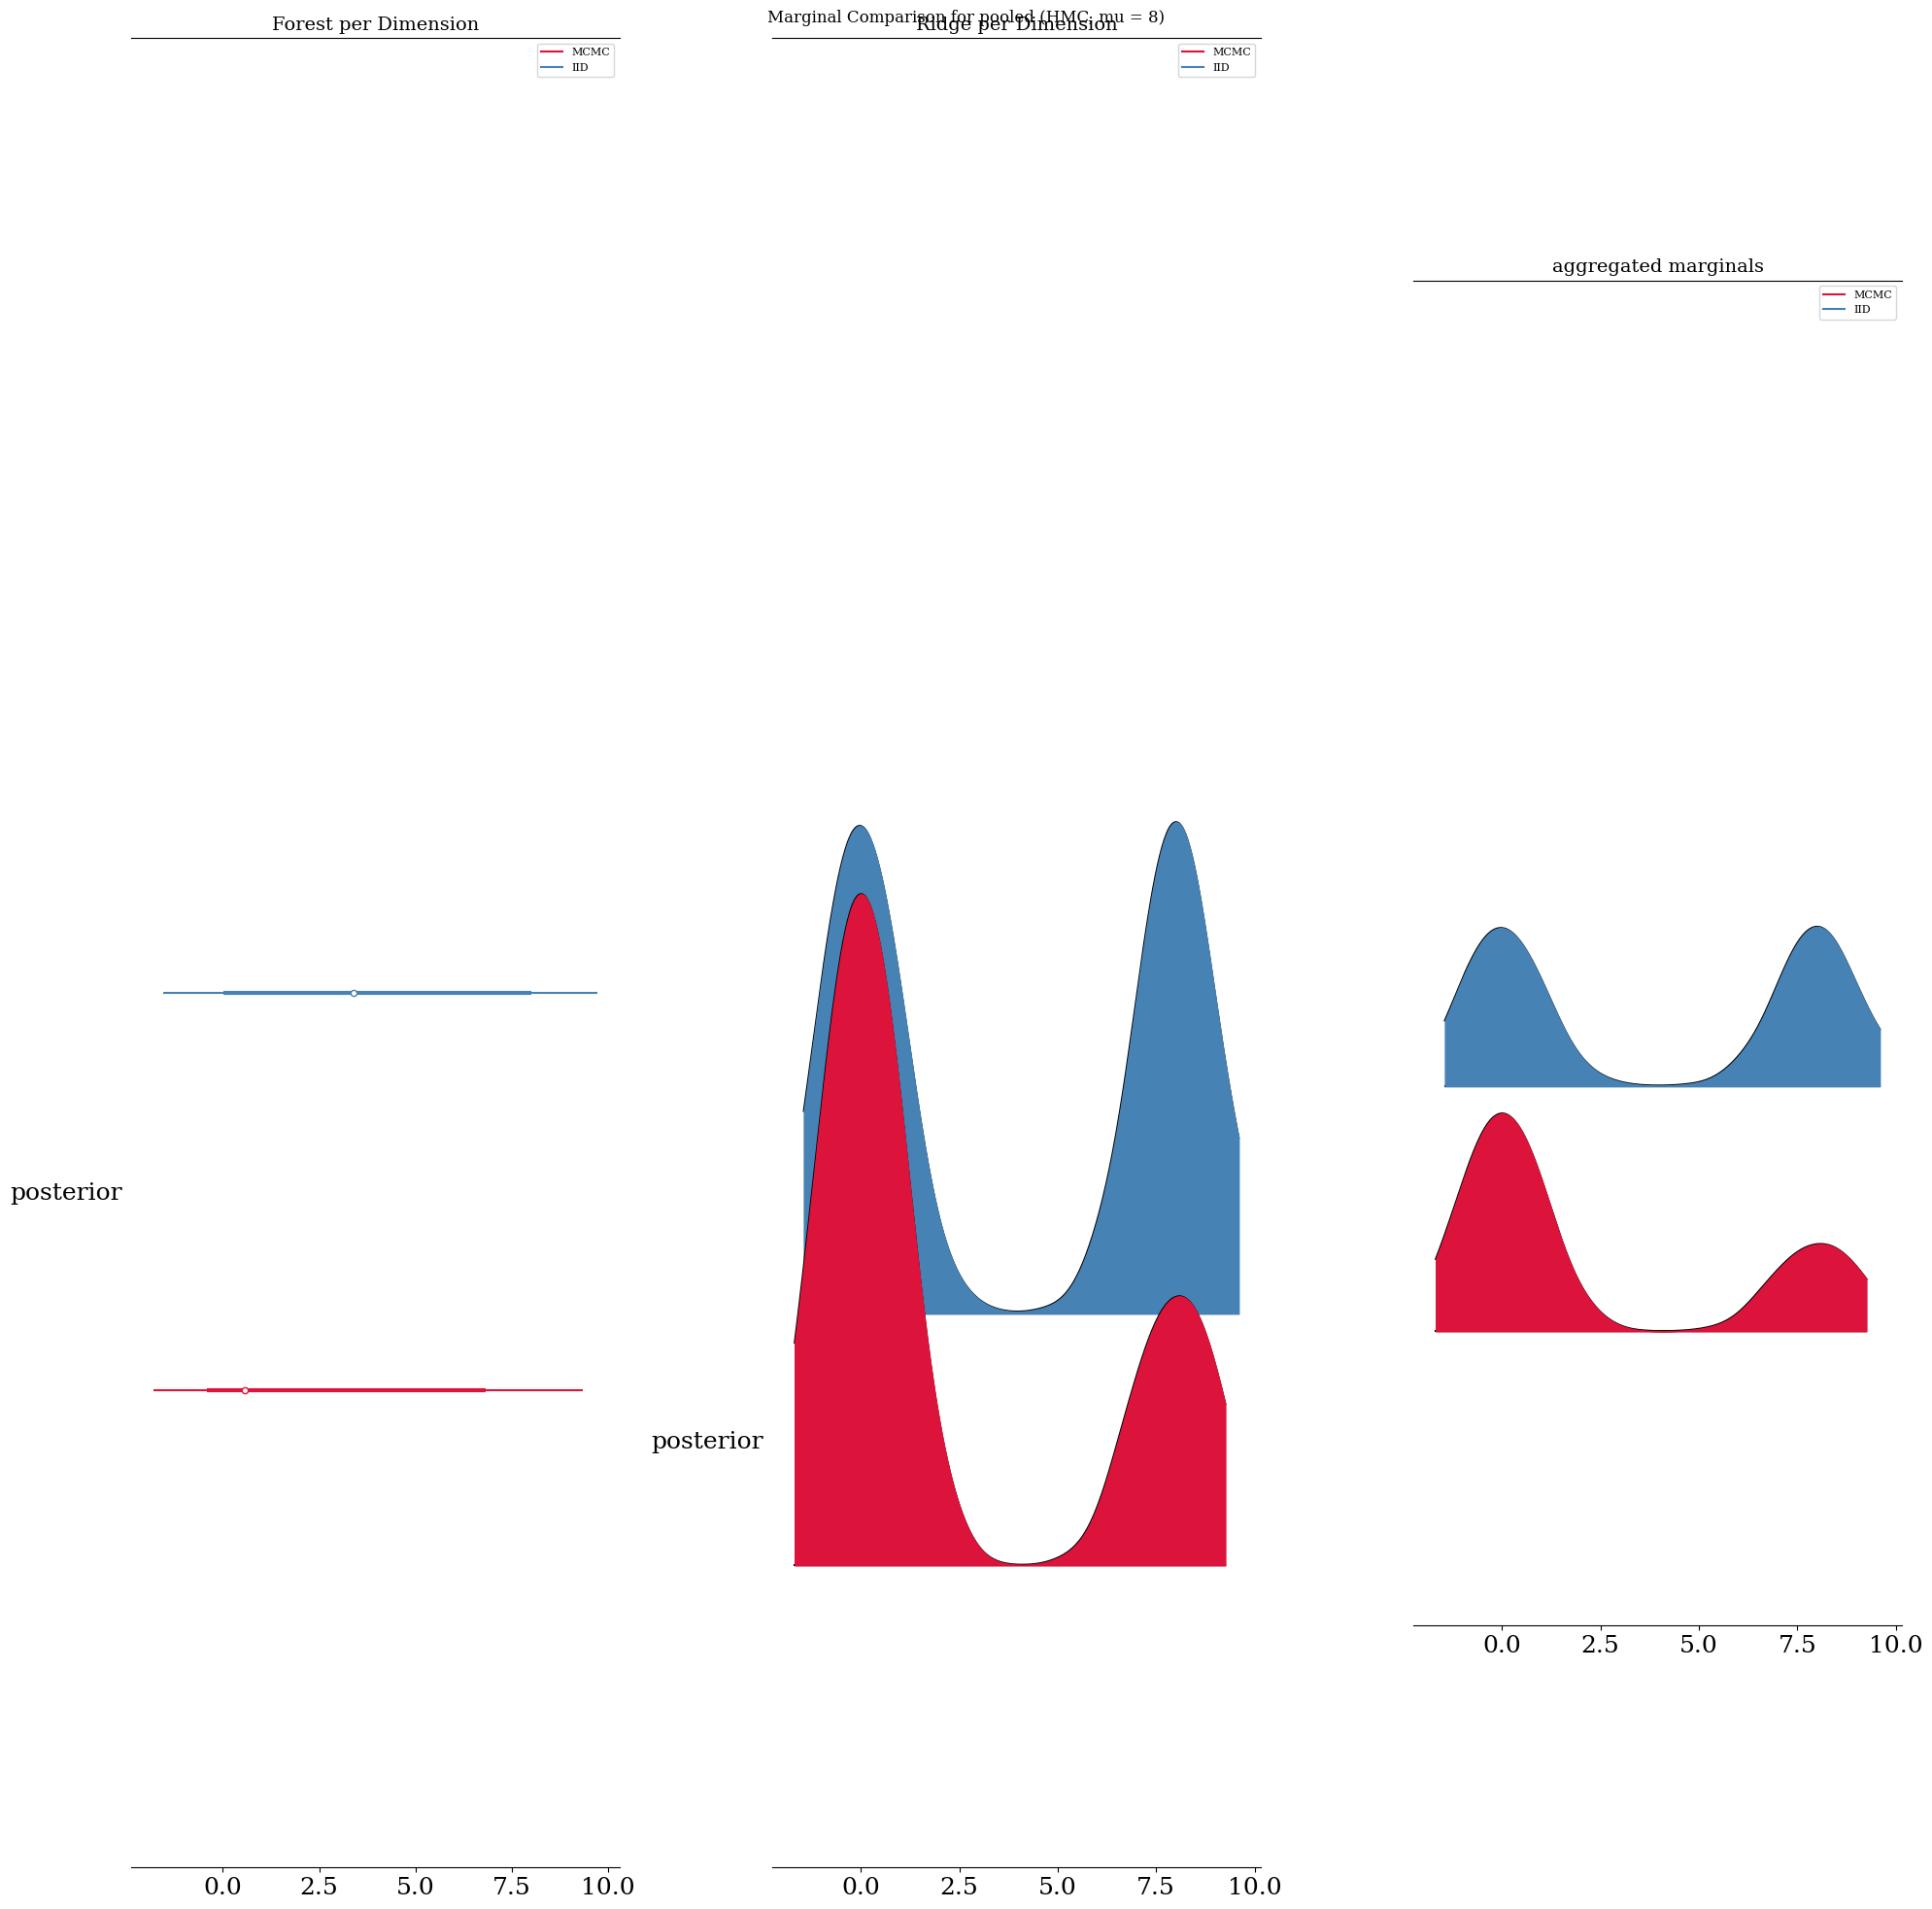 Marginal Comparison for pooled (HMC, mu = 8)
Forest per Dimension
MCMC
IID
posterior
0.0 2.5 5.0 7.5 10.0
Ridge per Dimension
MCMC
IID
posterior
0.0 2.5 5.0 7.5 10.0
aggregated marginals
MCMC
IID
0.0 2.5 5.0 7.5 10.0